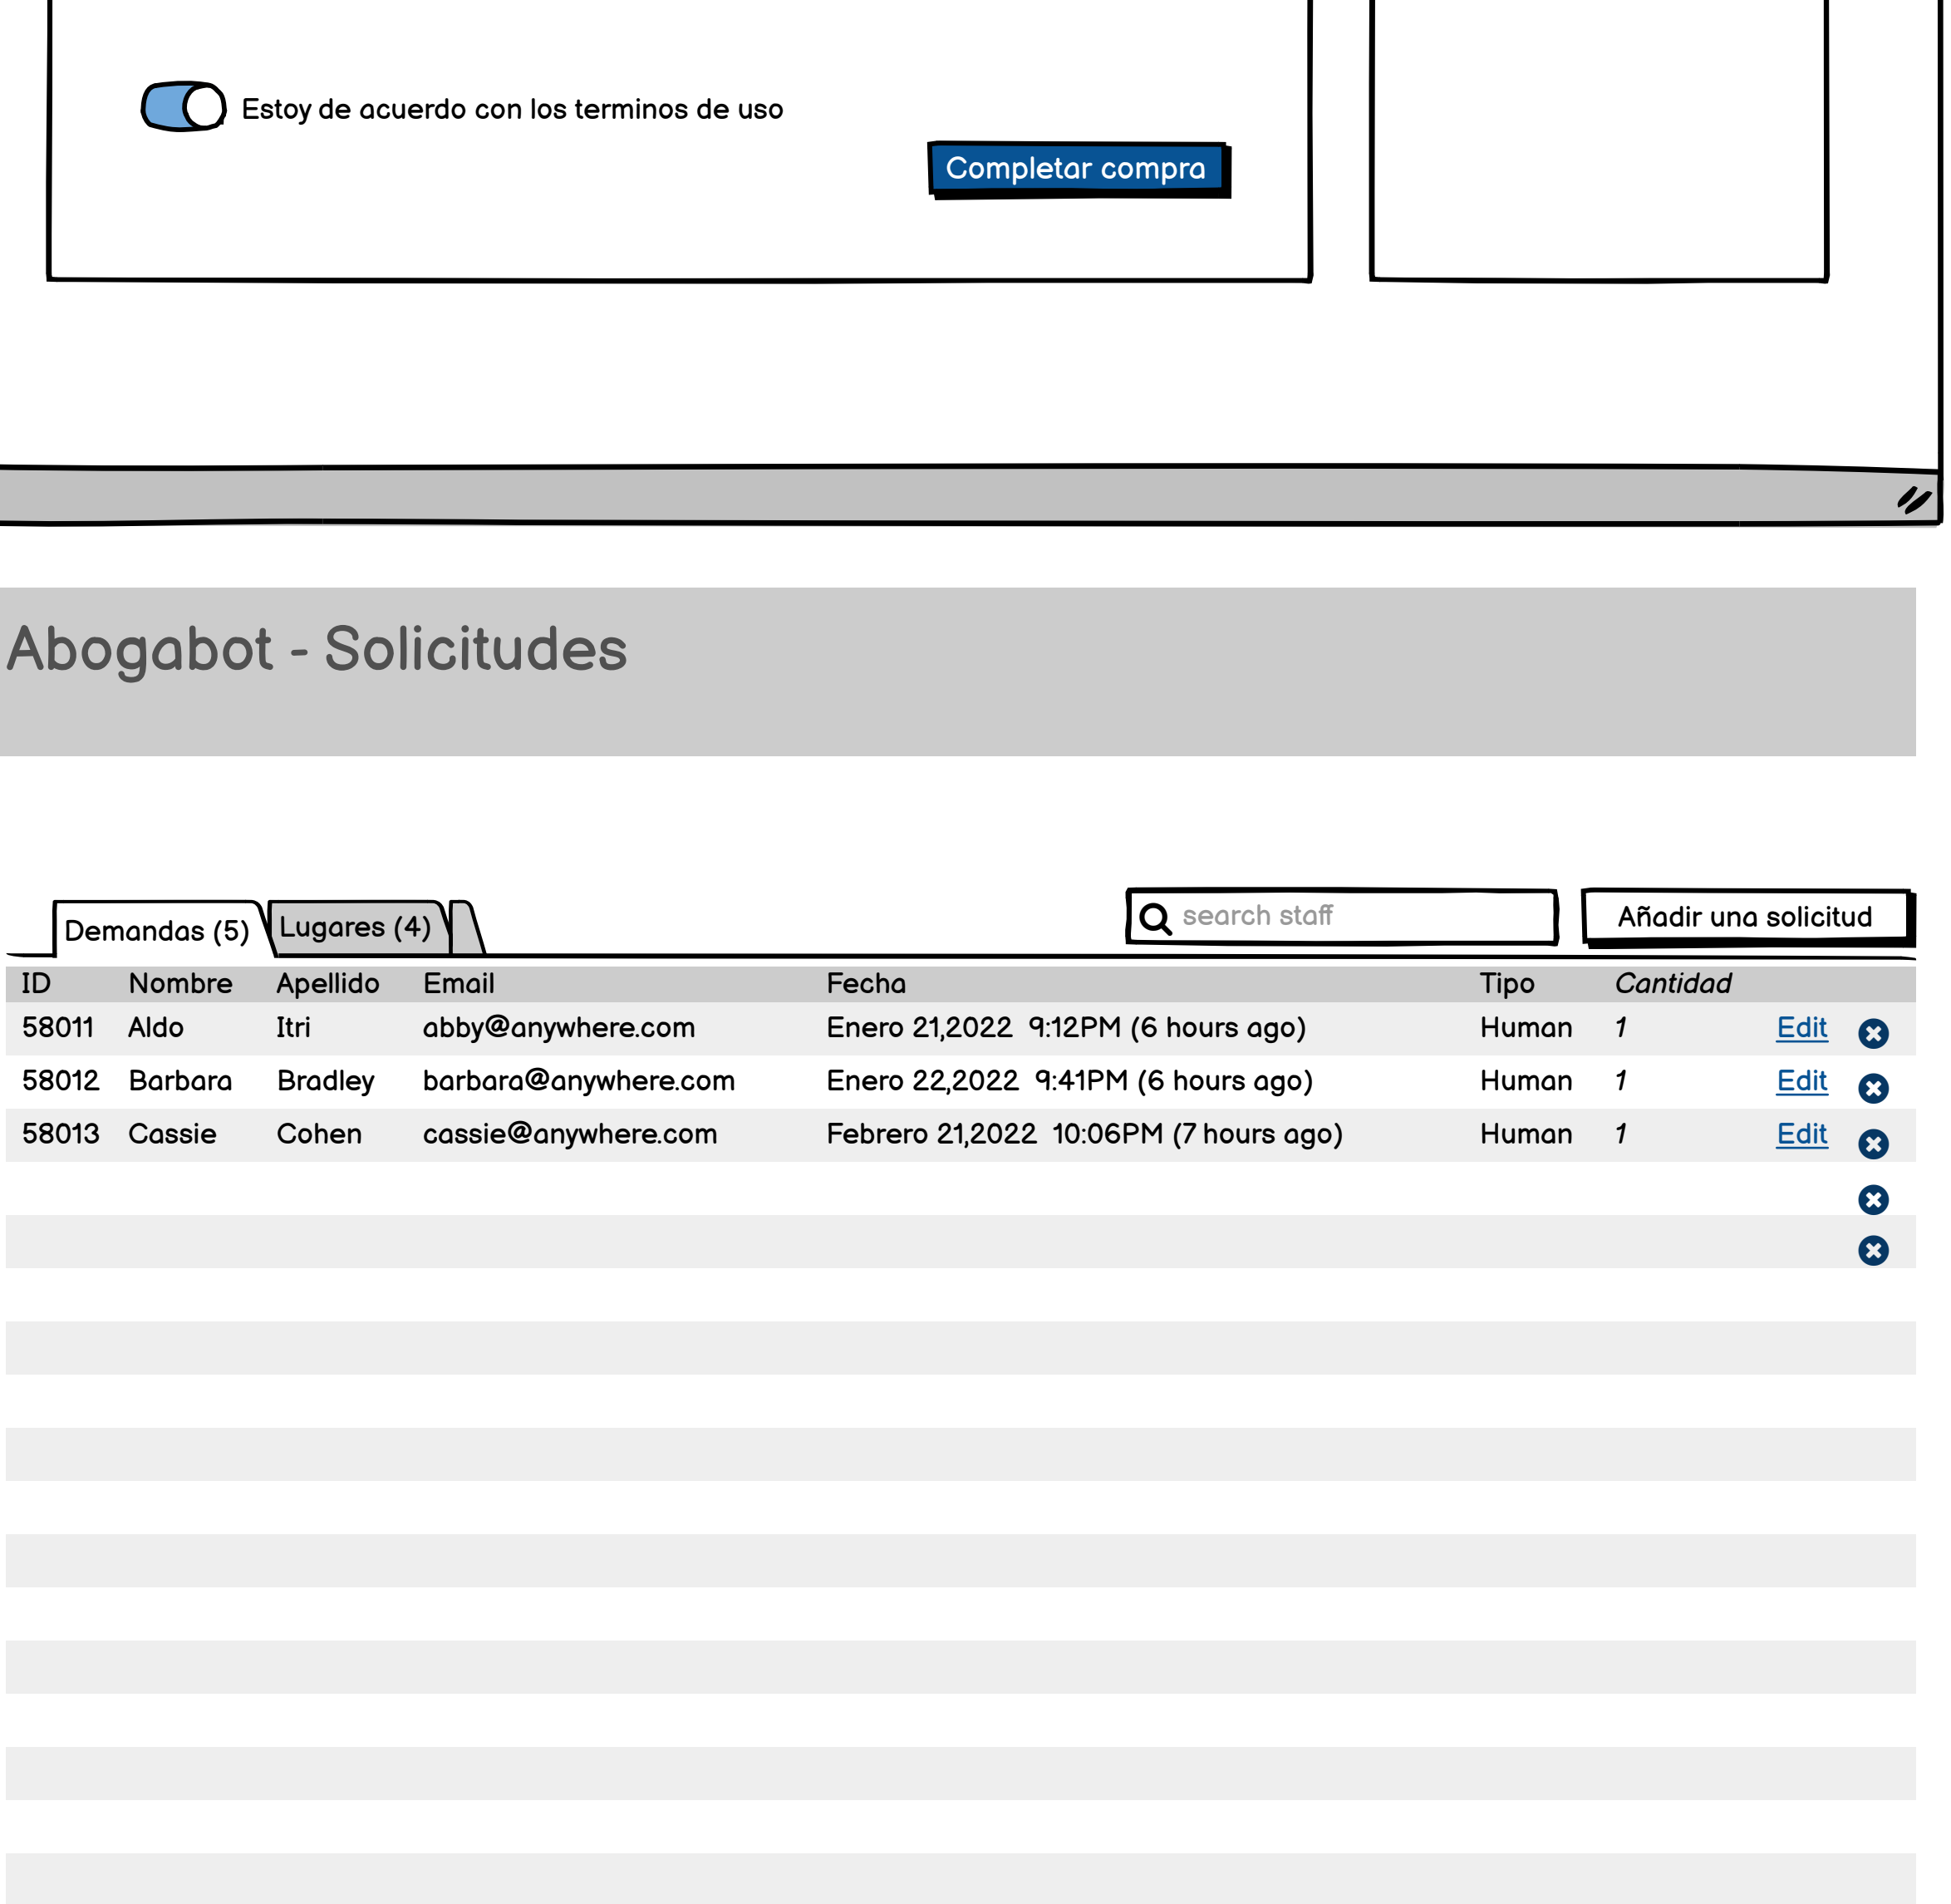 Estoy de acuerdo con los terminos de uso
Completar compra
Abogabot - Solicitudes
Demandas (5) Lugares (4) search staff Añadir una solicitud
ID Nombre Apellido Email Fecha Tipo Cantidad
58011 Aldo Itri abby@anywhere.com Enero 21,2022 9:12PM (6 hours ago) Human 1 Edit
58012 Barbara Bradley barbara@anywhere.com Enero 22,2022 9:41PM (6 hours ago) Human 1 Edit
58013 Cassie Cohen cassie@anywhere.com Febrero 21,2022 10:06PM (7 hours ago) Human 1 Edit